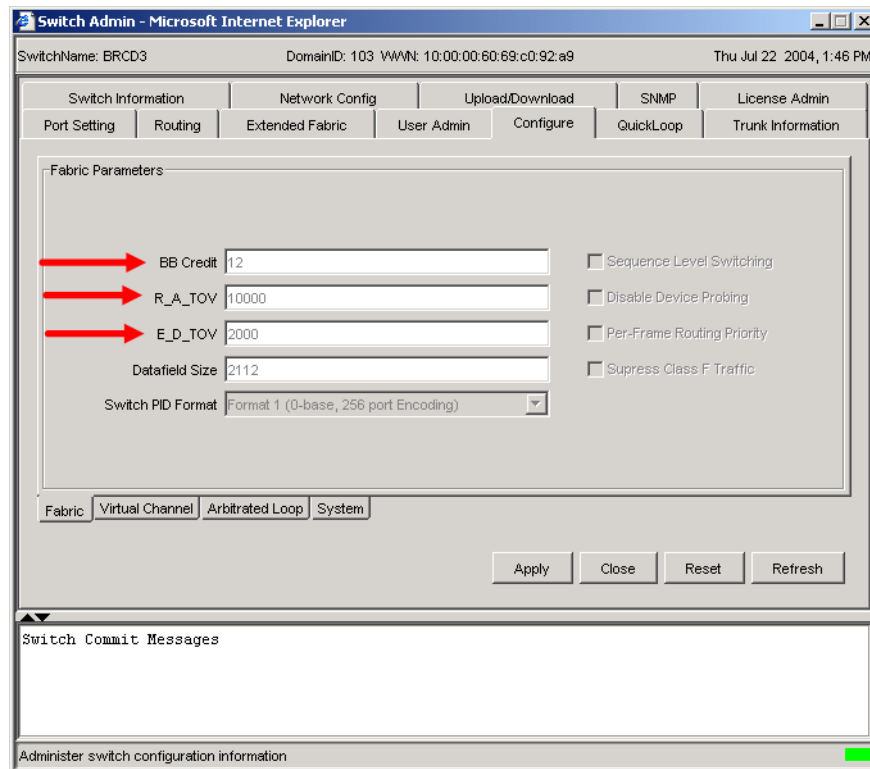 Switch Admin - Microsoft Internet Explorer
SwitchName: BRCD3 DomainID: 103 WWN: 10:00:00:60:69:c0:92:a9 Thu Jul 22 2004, 1:46 PM
Switch Information Network Config Upload/Download SNMP License Admin
Port Setting Routing Extended Fabric User Admin Configure QuickLoop Trunk Information
Fabric Parameters
BB Credit 12 Sequence Level Switching
R_A_TOV 10000 Disable Device Probing
E_D_TOV 2000 Per-Frame Routing Priority
Datafield Size 2112 Supress Class F Traffic
Switch PID Format Format 1 (0-base, 256 port Encoding)
Fabric Virtual Channel Arbitrated Loop System
Apply Close Reset Refresh
Switch Commit Messages
Administer switch configuration information